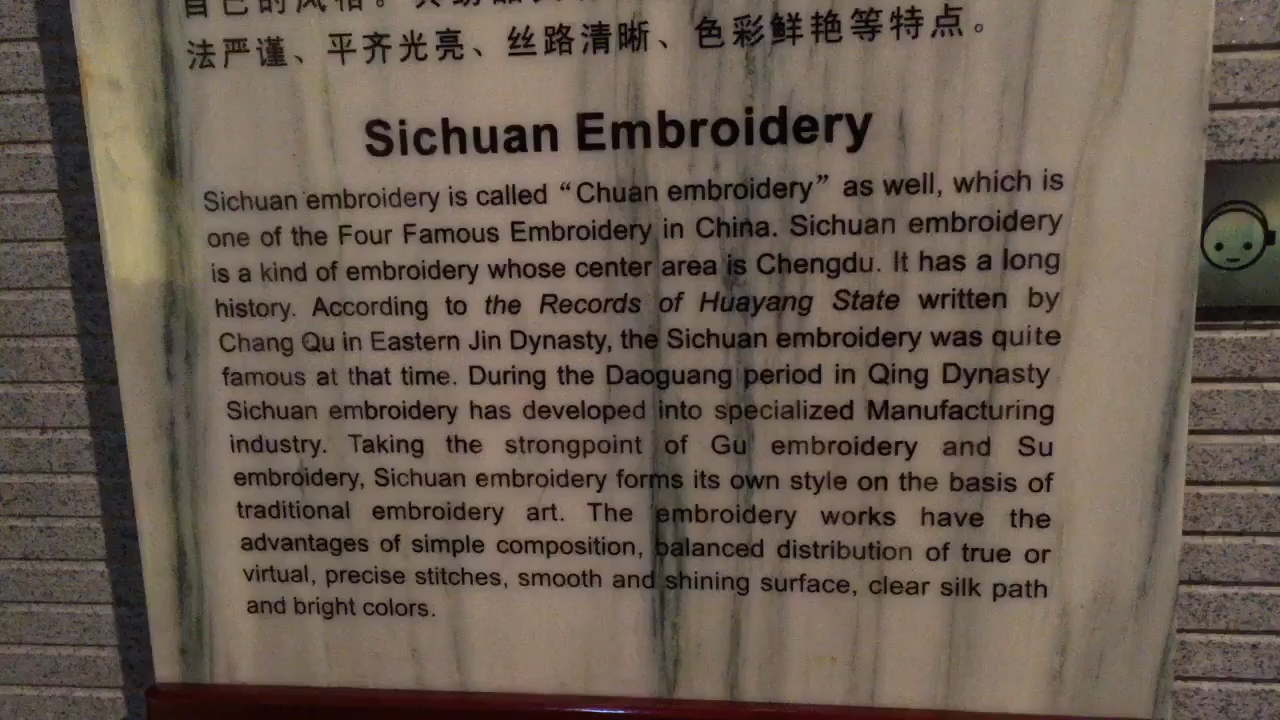 自己的风格。其
法严谨、平齐光亮、丝路清晰、色彩鲜艳等特点。
Sichuan Embroidery
Sichuan embroidery is called “Chuan embroidery” as well, which is
one of the Four Famous Embroidery in China. Sichuan embroidery
is a kind of embroidery whose center area is Chengdu. It has a long
history. According to the Records of Huayang State written by
Chang Qu in Eastern Jin Dynasty, the Sichuan embroidery was quite
famous at that time. During the Daoguang period in Qing Dynasty
Sichuan embroidery has developed into specialized Manufacturing
industry. Taking the strongpoint of Gu embroidery and Su
embroidery, Sichuan embroidery forms its own style on the basis of
traditional embroidery art. The embroidery works have the
advantages of simple composition, balanced distribution of true or
virtual, precise stitches, smooth and shining surface, clear silk path
and bright colors.